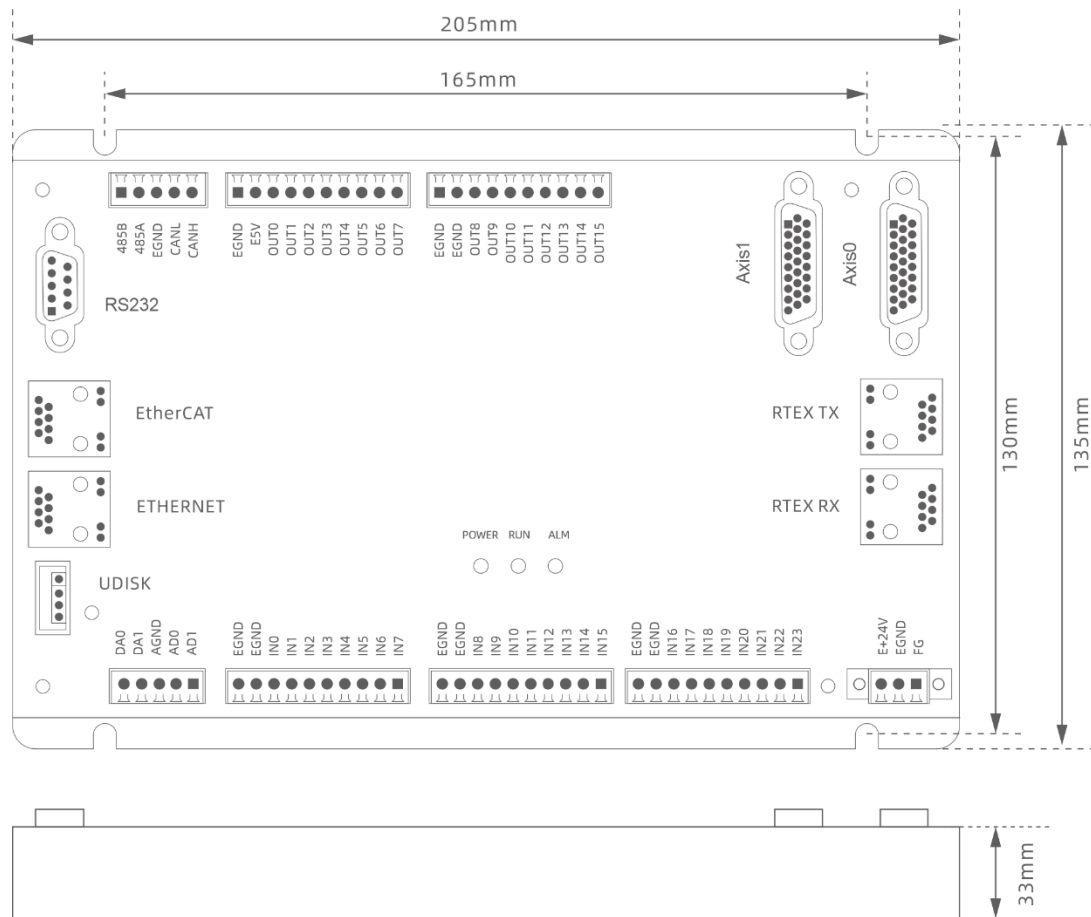 205mm
165mm
485B
485A
EGND
CANL
CANH
EGND
E5V
OUT0
OUT1
OUT2
OUT3
OUT4
OUT5
OUT6
OUT7
EGND
EGND
OUT8
OUT9
OUT10
OUT11
OUT12
OUT13
OUT14
OUT15
Axis1
Axis0
RS232
EtherCAT
RTEX TX
130mm
135mm
ETHERNET
RTEX RX
POWER RUN ALM
UDISK
DA0
DA1
AGND
AD0
AD1
EGND
EGND
IN0
IN1
IN2
IN3
IN4
IN5
IN6
IN7
EGND
EGND
IN8
IN9
IN10
IN11
IN12
IN13
IN14
IN15
EGND
EGND
IN16
IN17
IN18
IN19
IN20
IN21
IN22
IN23
E+24V
EGND
FG
33mm